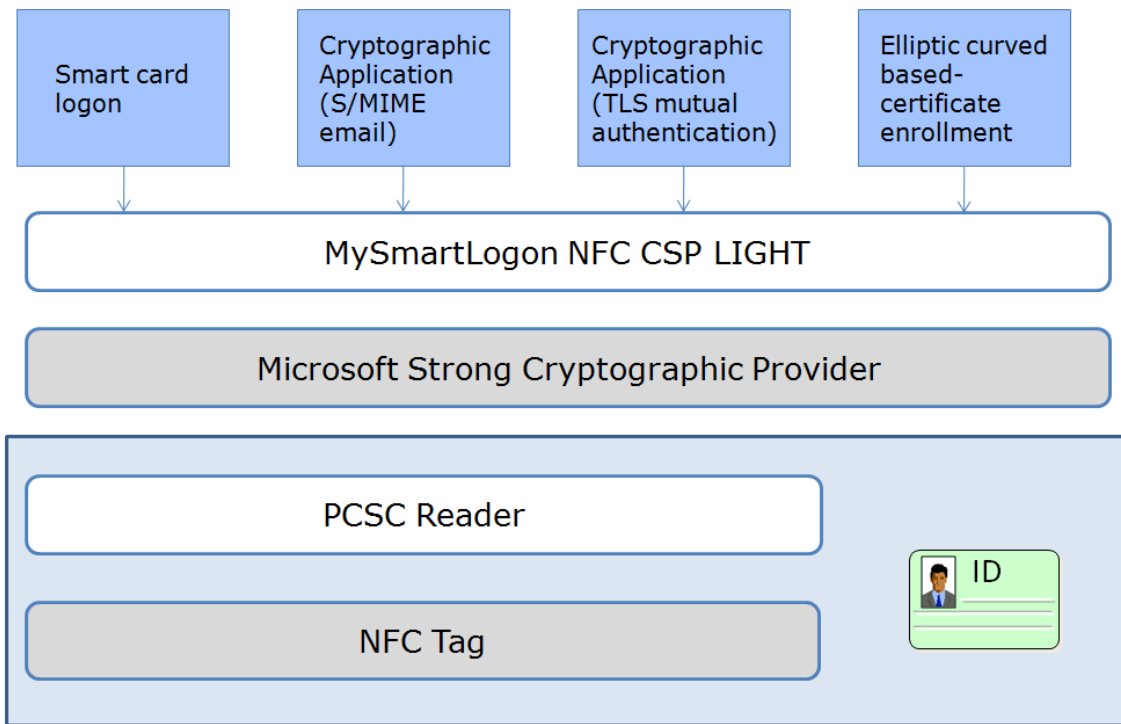 Smart card
logon
Cryptographic
Application
(S/MIME
email)
Cryptographic
Application
(TLS mutual
authentication)
Elliptic curved
based-
certificate
enrollment
MySmartLogon NFC CSP LIGHT
Microsoft Strong Cryptographic Provider
PCSC Reader
ID
NFC Tag